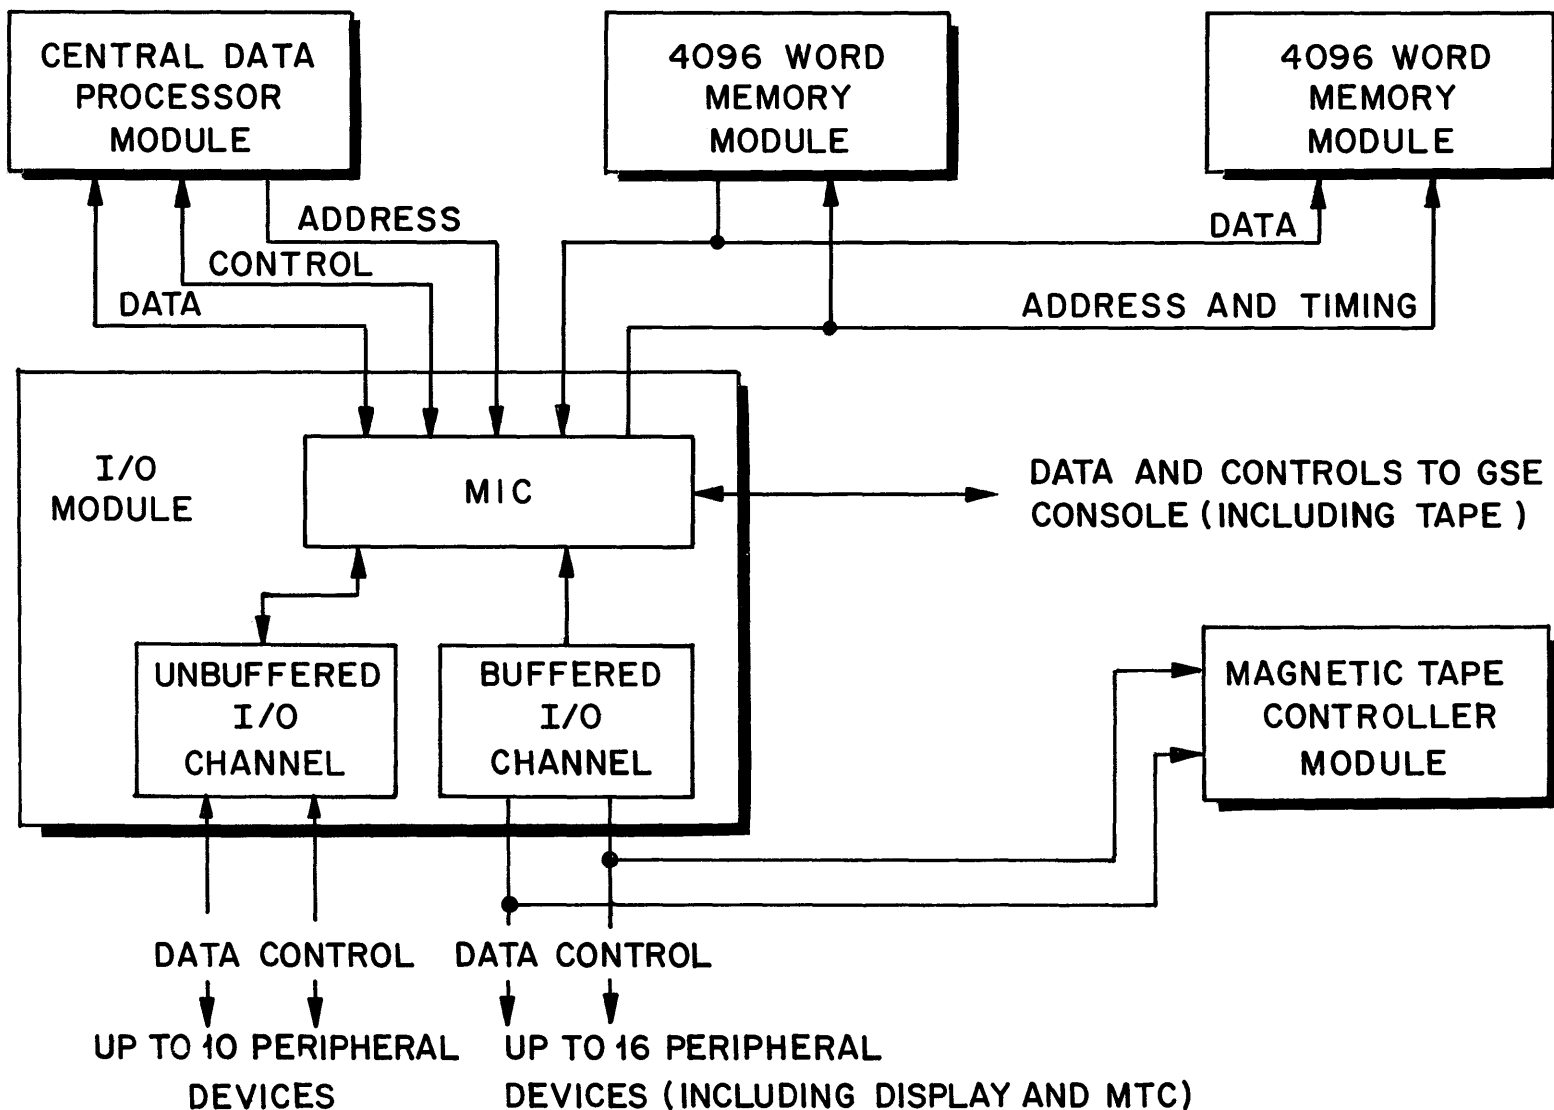 CENTRAL DATA
PROCESSOR
MODULE
4096 WORD
MEMORY
MODULE
4096 WORD
MEMORY
MODULE
ADDRESS
CONTROL
DATA
DATA
ADDRESS AND TIMING
I/O
MODULE
MIC
DATA AND CONTROLS TO GSE
CONSOLE (INCLUDING TAPE)
UNBUFFERED
I/O
CHANNEL
BUFFERED
I/O
CHANNEL
MAGNETIC TAPE
CONTROLLER
MODULE
DATA CONTROL
DATA CONTROL
UP TO 10 PERIPHERAL
DEVICES
UP TO 16 PERIPHERAL
DEVICES (INCLUDING DISPLAY AND MTC)